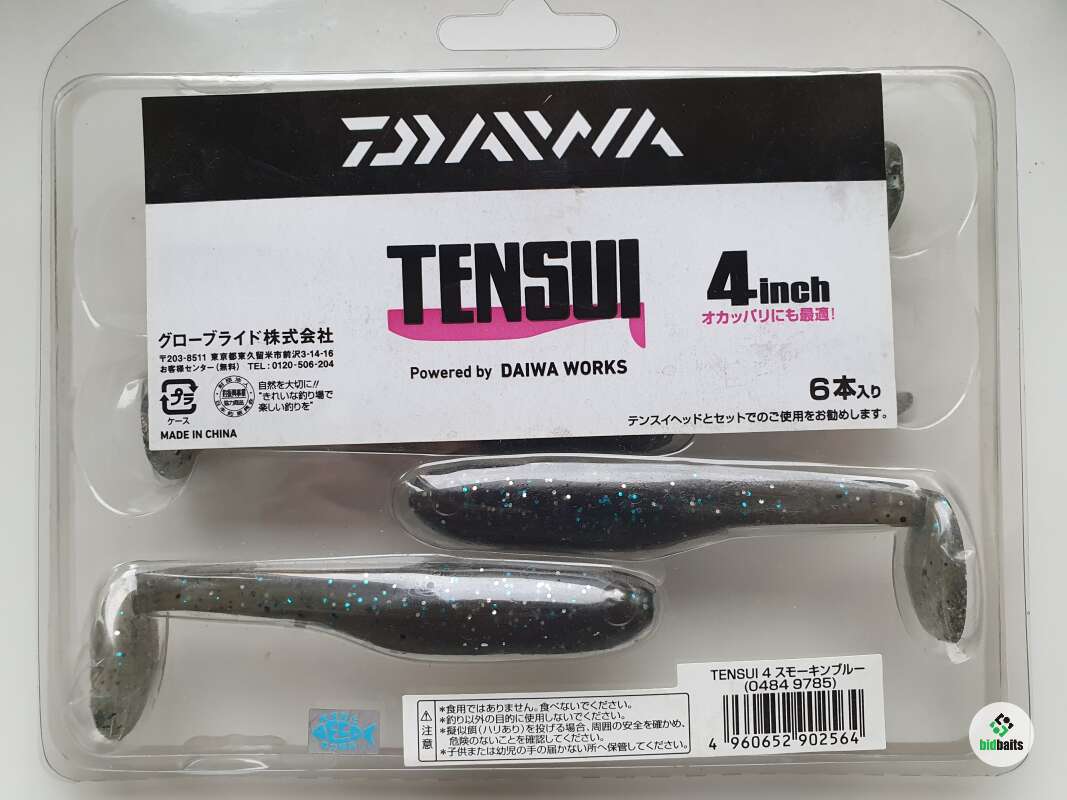 DAIWA
TENSUI
4inch
オカッパリにも最適!
Powered by DAIWA WORKS
グローブライド株式会社
〒203-8511 東京都東久留米市前沢3-14-16
お客様センター(無料) TEL:0120-506-204
プラ
ケース
自然を大切に!!
"きれいな釣り場で
楽しい釣りを"
MADE IN CHINA
6本入り
テンスイヘッドとセットでのご使用をお勧めします。
TENSUI 4 スモーキンブルー
(0484 9785)
4 960652 902564
注意
*食用ではありません。食べないでください。
*釣り以外の目的に使用しないでください。
*擬似餌(ハリあり)を投げる場合、周囲の安全を確かめ、
危険のないことを確認してください。
*子供または幼児の手の届かない所へ保管してください。
bidbaits